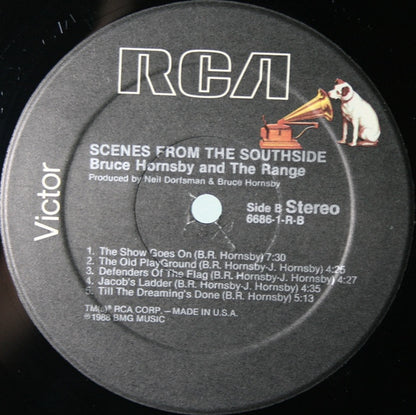 RCA
Victor
SCENES FROM THE SOUTHSIDE
Bruce Hornsby and The Range
Produced by Neil Dorfsman & Bruce Hornsby
Side B Stereo
6686-1-R-B
1. The Show Goes On (B.R. Hornsby) 7:30
2. The Old PlayGround (B.R. Hornsby-J. Hornsby) 4:25
3. Defenders Of The Flag (B.R. Hornsby-J. Hornsby) 4:27
4. Jacob's Ladder (B.R. Hornsby-J. Hornsby) 4:35
5. Till The Dreaming's Done (B.R. Hornsby) 5:13
TM(s)® RCA CORP. – MADE IN U.S.A.
℗1988 BMG MUSIC